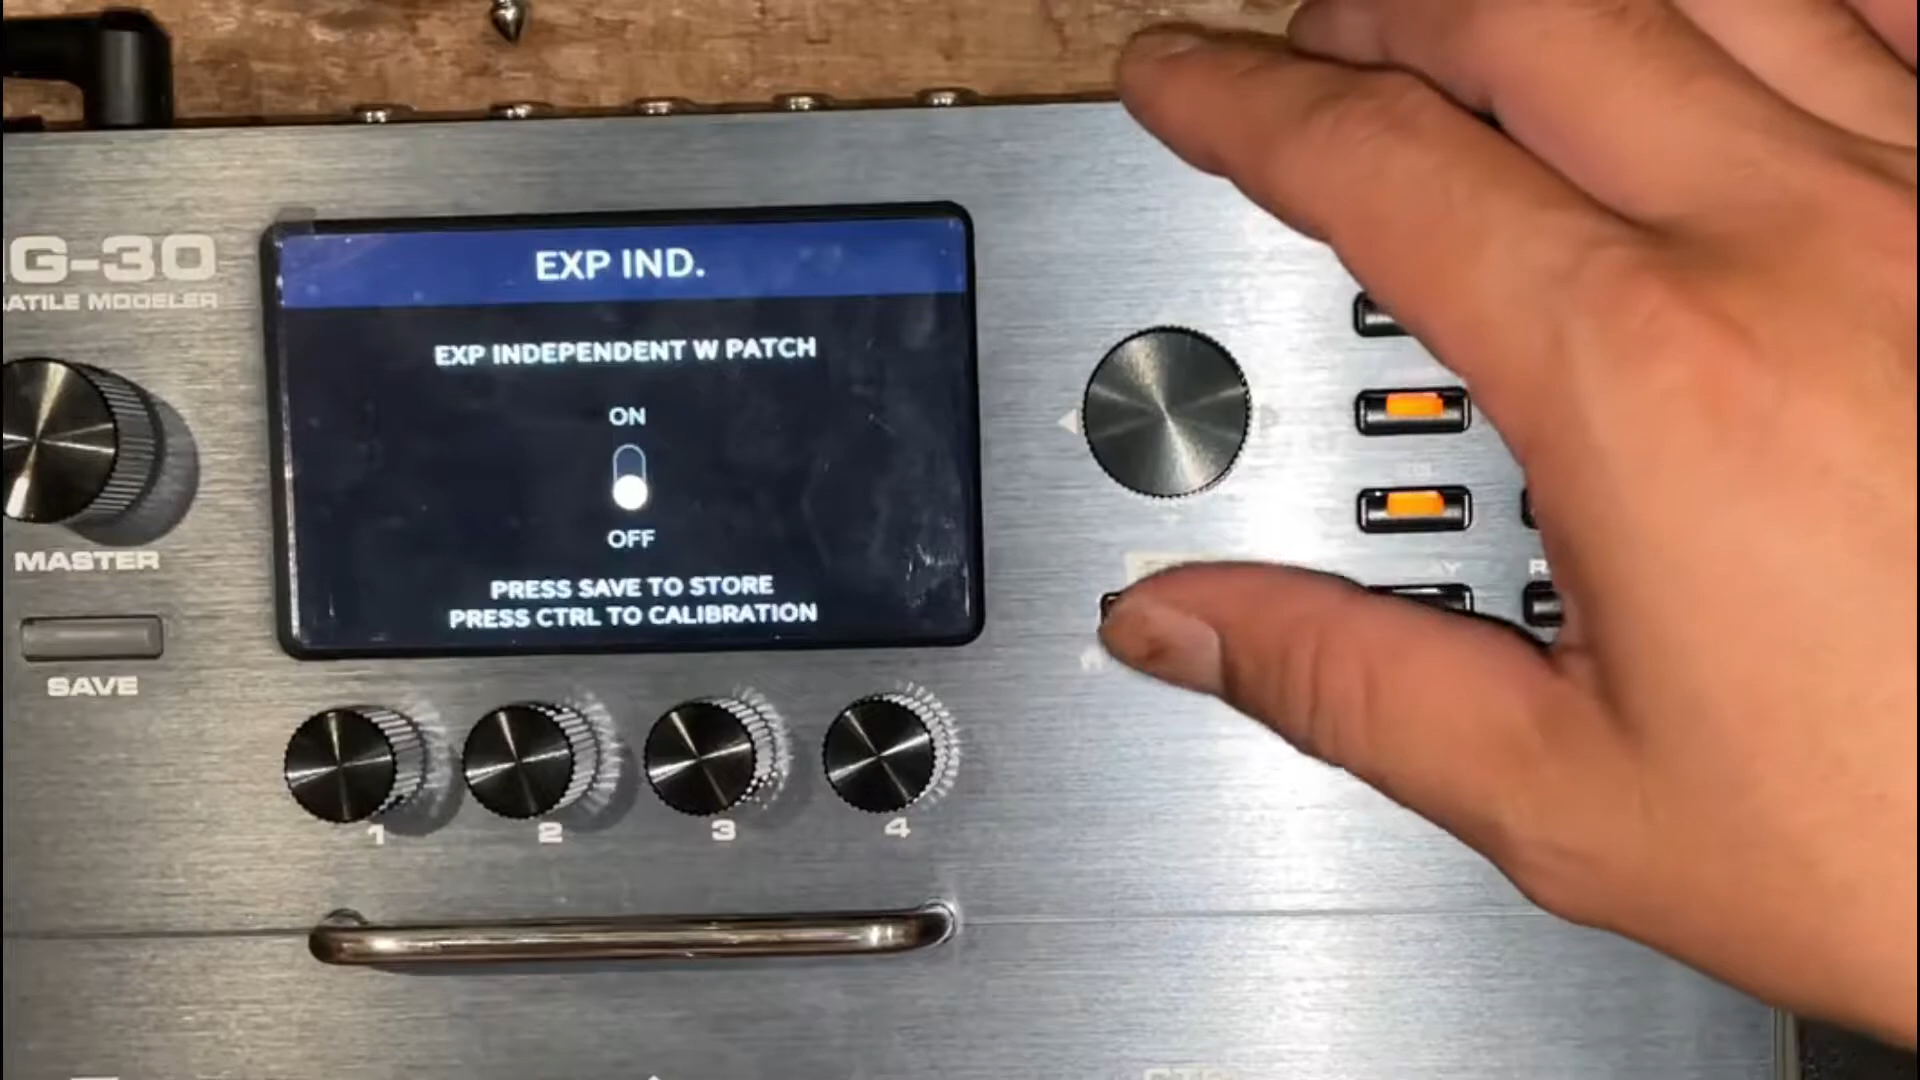 G-30
ATILE MODELER
EXP IND.
EXP INDEPENDENT W PATCH
ON
OFF
PRESS SAVE TO STORE
PRESS CTRL TO CALIBRATION
MASTER
SAVE
1 2 3 4